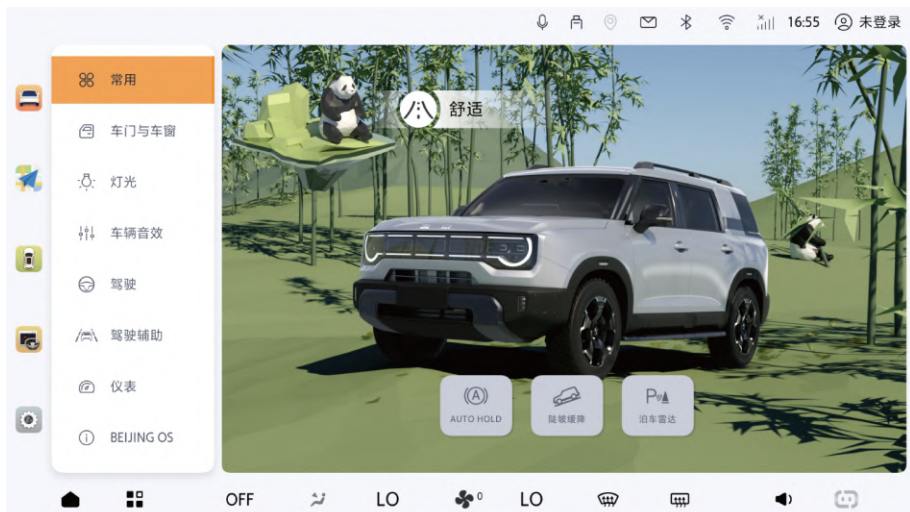 16:55 未登录
常用
车门与车窗
灯光
车辆音效
驾驶
驾驶辅助
仪表
BEIJING OS
舒适
AUTO HOLD
陡坡缓降
P
泊车雷达
OFF
LO
0
LO